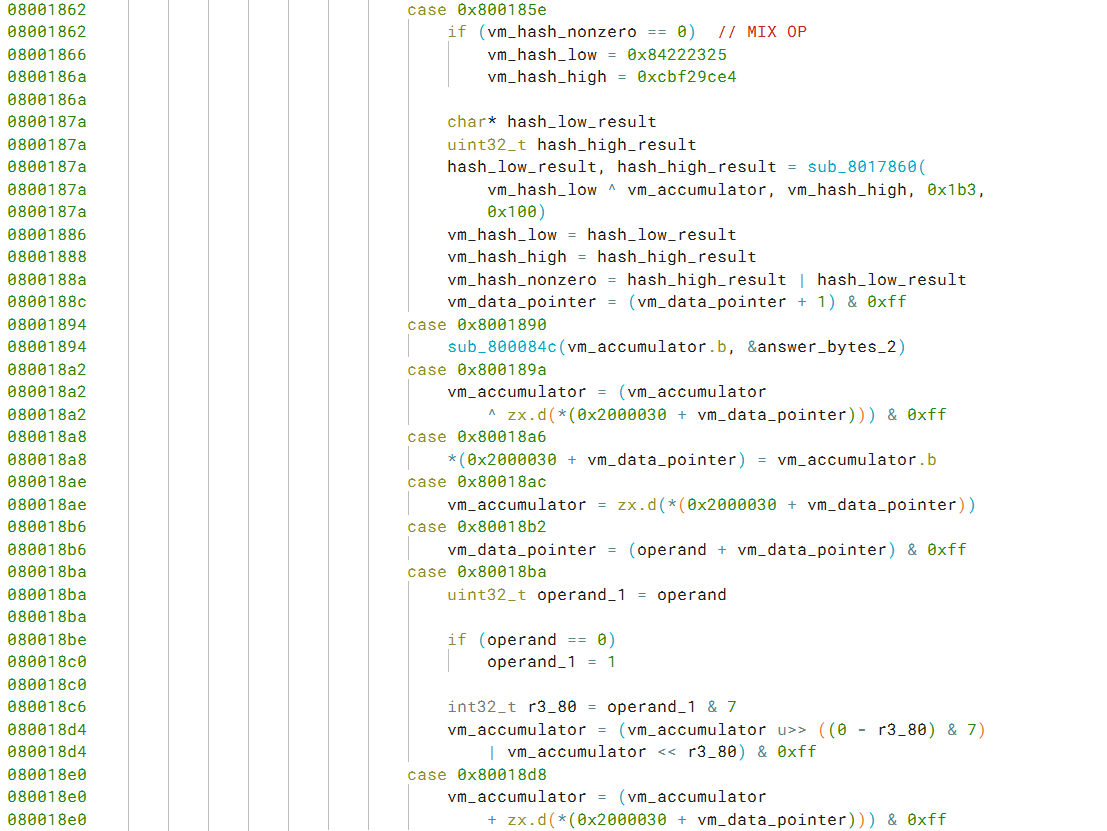 08001862 case 0x800185e
08001862 if (vm_hash_nonzero == 0) // MIX OP
08001866 vm_hash_low = 0x84222325
0800186a vm_hash_high = 0xcbf29ce4
0800186a
0800187a char* hash_low_result
0800187a uint32_t hash_high_result
0800187a hash_low_result, hash_high_result = sub_8017860(
0800187a vm_hash_low ^ vm_accumulator, vm_hash_high, 0x1b3,
0800187a 0x100)
08001886 vm_hash_low = hash_low_result
08001888 vm_hash_high = hash_high_result
0800188a vm_hash_nonzero = hash_high_result | hash_low_result
0800188c vm_data_pointer = (vm_data_pointer + 1) & 0xff
08001894 case 0x8001890
08001894 sub_800084c(vm_accumulator.b, &answer_bytes_2)
080018a2 case 0x800189a
080018a2 vm_accumulator = (vm_accumulator
080018a2 ^ zx.d(*(0x2000030 + vm_data_pointer))) & 0xff
080018a8 case 0x80018a6
080018a8 *(0x2000030 + vm_data_pointer) = vm_accumulator.b
080018ae case 0x80018ac
080018ae vm_accumulator = zx.d(*(0x2000030 + vm_data_pointer))
080018b6 case 0x80018b2
080018b6 vm_data_pointer = (operand + vm_data_pointer) & 0xff
080018ba case 0x80018ba
080018ba uint32_t operand_1 = operand
080018ba
080018be if (operand == 0)
080018c0 operand_1 = 1
080018c0
080018c6 int32_t r3_80 = operand_1 & 7
080018d4 vm_accumulator = (vm_accumulator u>> ((0 - r3_80) & 7)
080018d4 | vm_accumulator << r3_80) & 0xff
080018e0 case 0x80018d8
080018e0 vm_accumulator = (vm_accumulator
080018e0 + zx.d(*(0x2000030 + vm_data_pointer))) & 0xff